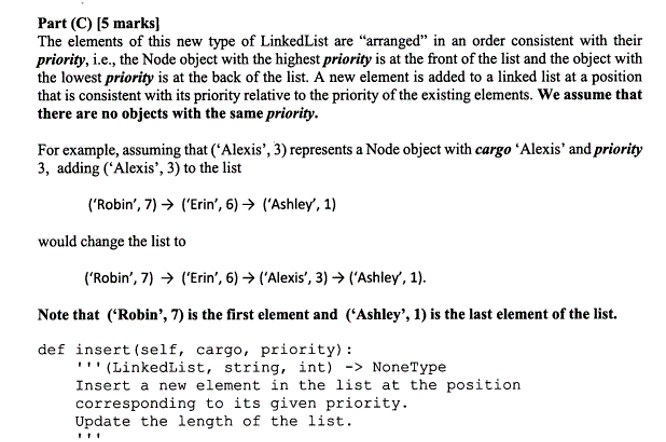 Part (C) [5 marks]
The elements of this new type of LinkedList are “arranged” in an order consistent with their
priority, i.e., the Node object with the highest priority is at the front of the list and the object with
the lowest priority is at the back of the list. A new element is added to a linked list at a position
that is consistent with its priority relative to the priority of the existing elements. We assume that
there are no objects with the same priority.
For example, assuming that (‘Alexis’, 3) represents a Node object with cargo ‘Alexis’ and priority
3, adding (‘Alexis’, 3) to the list
(‘Robin’, 7) → (‘Erin’, 6) → (‘Ashley’, 1)
would change the list to
(‘Robin’, 7) → (‘Erin’, 6) → (‘Alexis’, 3) → (‘Ashley’, 1).
Note that (‘Robin’, 7) is the first element and (‘Ashley’, 1) is the last element of the list.
def insert(self, cargo, priority):
'''(LinkedList, string, int) -> NoneType
Insert a new element in the list at the position
corresponding to its given priority.
Update the length of the list.
'''